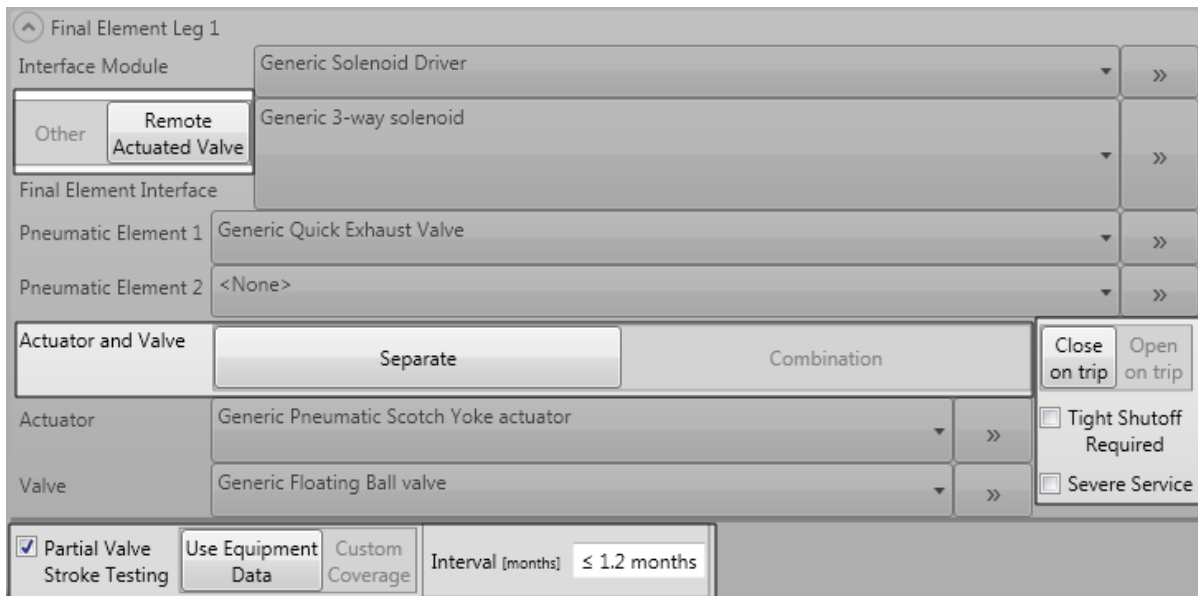 Final Element Leg 1
Interface Module
Generic Solenoid Driver
»
Other
Remote
Actuated Valve
Generic 3-way solenoid
»
Final Element Interface
Pneumatic Element 1
Generic Quick Exhaust Valve
»
Pneumatic Element 2
<None>
»
Actuator and Valve
Separate
Combination
Close
on trip
Open
on trip
Actuator
Generic Pneumatic Scotch Yoke actuator
»
Tight Shutoff
Required
Valve
Generic Floating Ball valve
»
Severe Service
Partial Valve
Stroke Testing
Use Equipment
Data
Custom
Coverage
Interval [months]
≤ 1.2 months